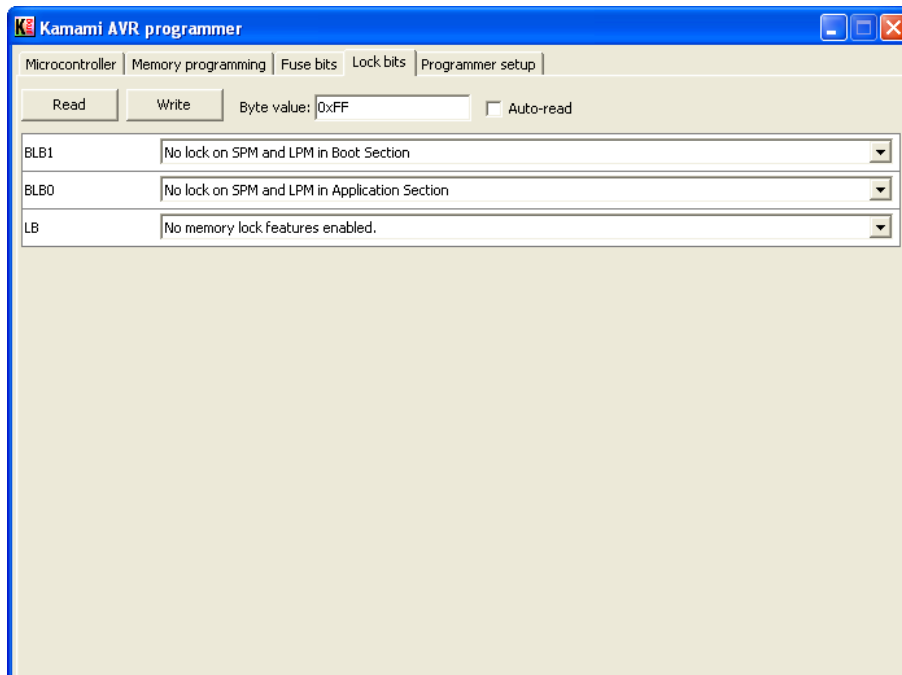 Kamami AVR programmer
Microcontroller Memory programming Fuse bits Lock bits Programmer setup
Read Write Byte value: 0xFF Auto-read
BLB1 No lock on SPM and LPM in Boot Section
BLB0 No lock on SPM and LPM in Application Section
LB No memory lock features enabled.